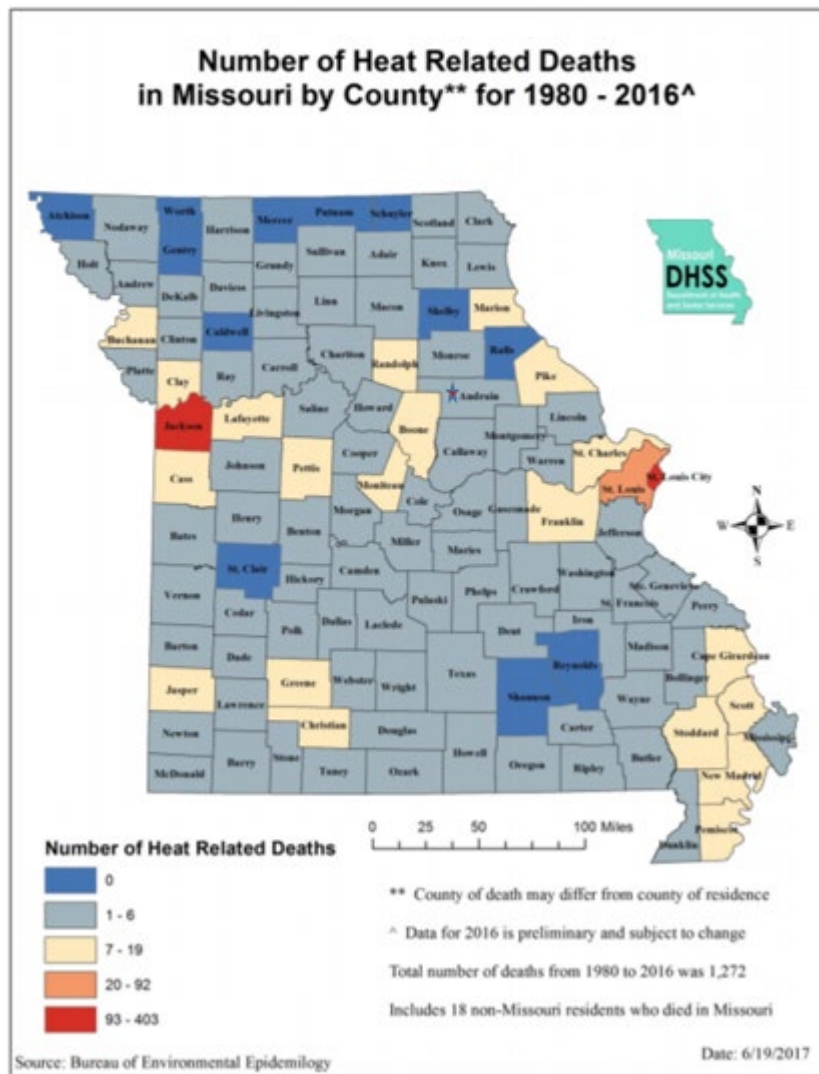 Number of Heat Related Deaths
in Missouri by County** for 1980 - 2016^
Atchison
Nodaway
Worth
Harrison
Mercer
Putnam
Schuyler
Scotland
Clark
Gentry
Holt
Andrew
DeKalb
Daviess
Grundy
Sullivan
Adair
Knox
Lewis
Missouri
DHSS
Buchanan
Clinton
Caldwell
Livingston
Linn
Macon
Shelby
Marion
Platte
Clay
Ray
Carroll
Chariton
Randolph
Monroe
Ralls
Pike
Audrain
Jackson
Lafayette
Saline
Howard
Boone
Callaway
Montgomery
Lincoln
Warren
St. Charles
St. Louis
St. Louis City
Cass
Johnson
Pettis
Cooper
Moniteau
Cole
Osage
Gasconade
Franklin
Jefferson
N
W
E
S
Bates
Henry
Benton
Morgan
Miller
Maries
St. Clair
Hickory
Camden
Pulaski
Phelps
Crawford
Washington
Ste. Genevieve
St. Francois
Perry
Vernon
Cedar
Polk
Dallas
Laclede
Dent
Iron
Madison
Cape Girardeau
Bollinger
Barton
Dade
Greene
Webster
Wright
Texas
Shannon
Reynolds
Wayne
Scott
Jasper
Lawrence
Christian
Douglas
Howell
Carter
Butler
Stoddard
Newton
McDonald
Barry
Stone
Taney
Ozark
Oregon
Ripley
New Madrid
Dunklin
Pemiscot
0 25 50 100 Miles
Number of Heat Related Deaths
0
1 - 6
7 - 19
20 - 92
93 - 403
** County of death may differ from county of residence
^ Data for 2016 is preliminary and subject to change
Total number of deaths from 1980 to 2016 was 1,272
Includes 18 non-Missouri residents who died in Missouri
Source: Bureau of Environmental Epidemilogy
Date: 6/19/2017